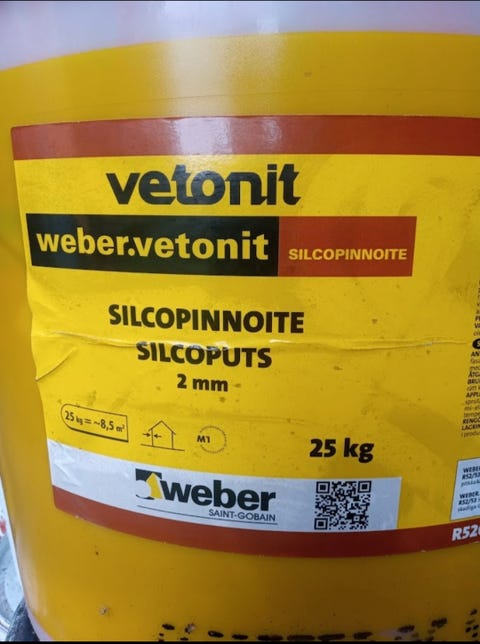 vetonit
weber.vetonit
SILCOPINNOITE
SILCOPINNOITE
SILCOPUTS
2 mm
25 kg = ~8,5 m²
M1
25 kg
weber
SAINT-GOBAIN